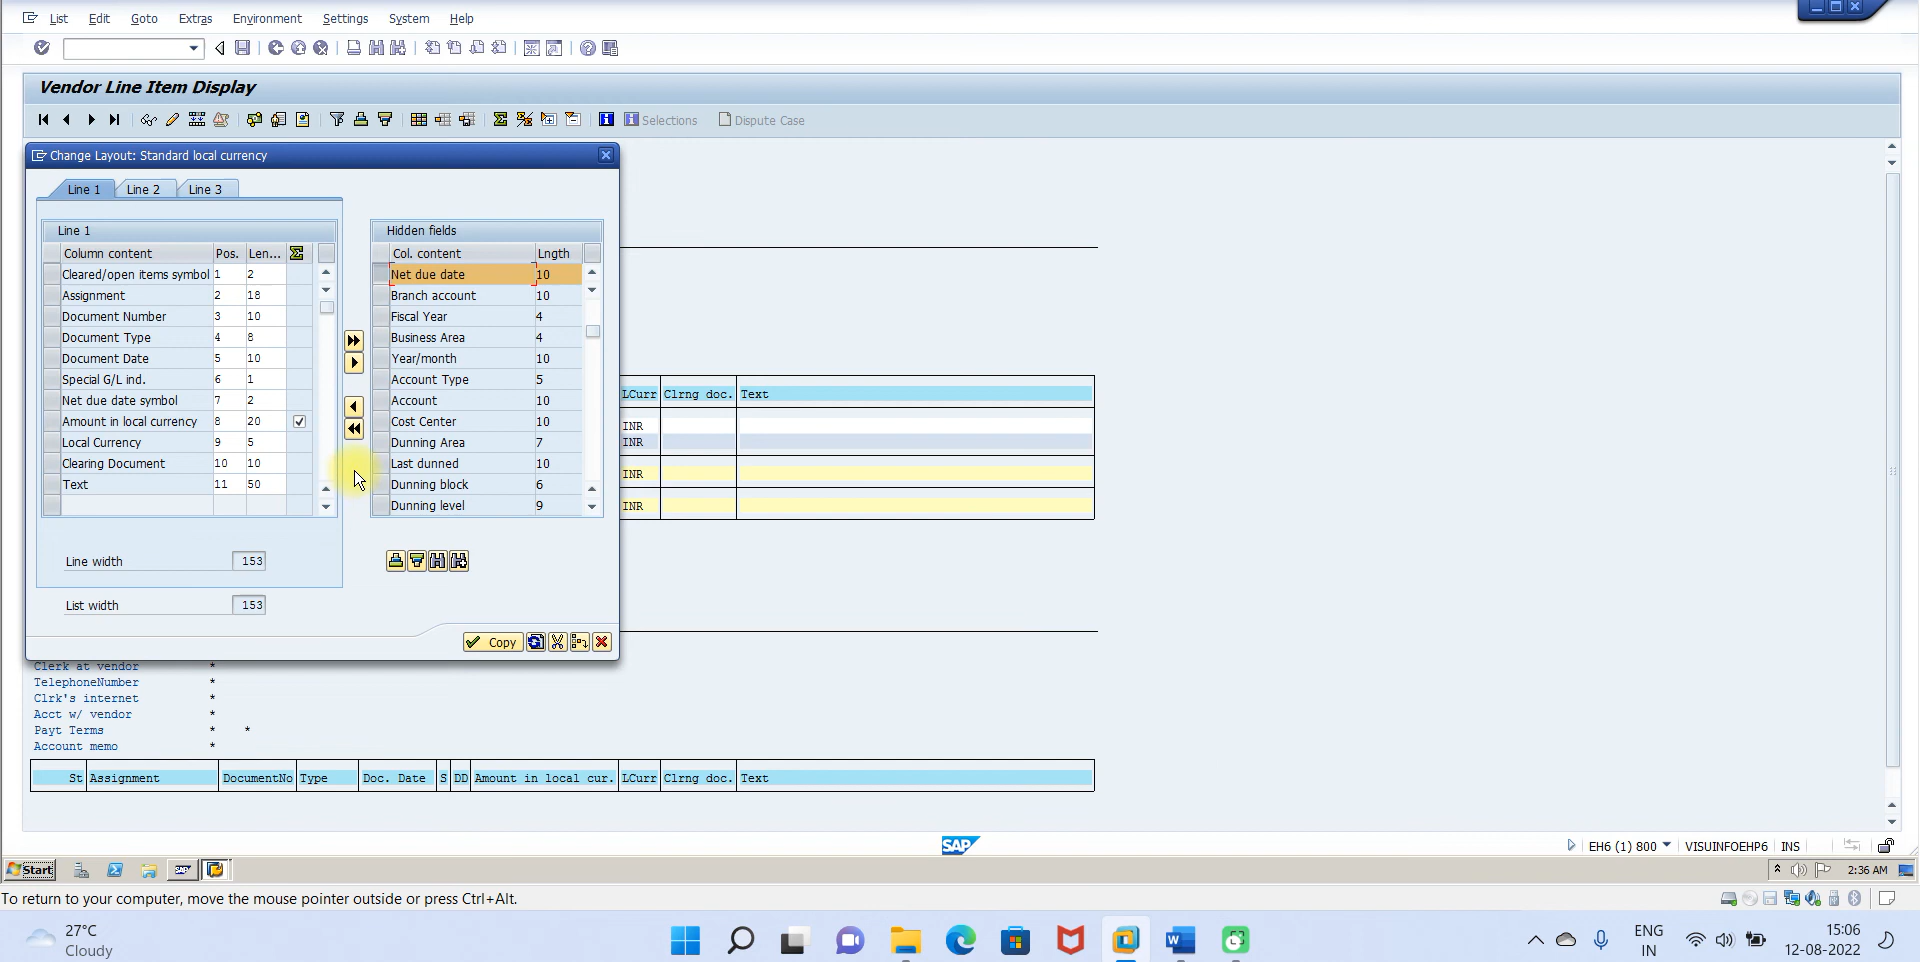 List Edit Goto Extras Environment Settings System Help
Vendor Line Item Display
Selections Dispute Case
Change Layout: Standard local currency
Line 1 Line 2 Line 3
Line 1
Column content Pos. Len...
Cleared/open items symbol 1 2
Assignment 2 18
Document Number 3 10
Document Type 4 8
Document Date 5 10
Special G/L ind. 6 1
Net due date symbol 7 2
Amount in local currency 8 20
Local Currency 9 5
Clearing Document 10 10
Text 11 50
Hidden fields
Col. content Lngth
Net due date 10
Branch account 10
Fiscal Year 4
Business Area 4
Year/month 10
Account Type 5
Account 10
Cost Center 10
Dunning Area 7
Last dunned 10
Dunning block 6
Dunning level 9
Line width 153
List width 153
Copy
LCurr Clrng doc. Text
INR
INR
INR
INR
Clerk at vendor *
TelephoneNumber *
Clrk's internet *
Acct w/ vendor *
Payt Terms * *
Account memo *
St Assignment DocumentNo Type Doc. Date S DD Amount in local cur. LCurr Clrng doc. Text
SAP
EH6 (1) 800 VISUINFOEHP6 INS
Start 2:36 AM
To return to your computer, move the mouse pointer outside or press Ctrl+Alt.
27°C
Cloudy
ENG
IN
15:06
12-08-2022